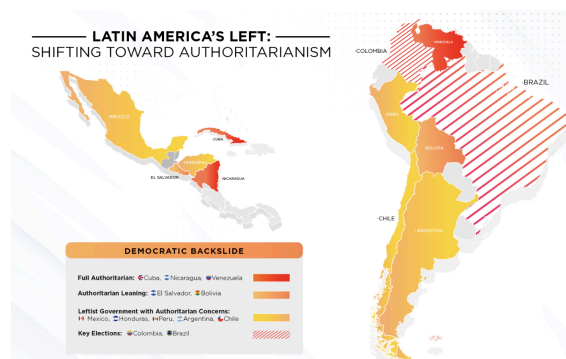 LATIN AMERICA'S LEFT:
SHIFTING TOWARD AUTHORITARIANISM
MEXICO
CUBA
HONDURAS
EL SALVADOR
NICARAGUA
COLOMBIA
VENEZUELA
BRAZIL
PERU
BOLIVIA
CHILE
ARGENTINA
DEMOCRATIC BACKSLIDE
Full Authoritarian: Cuba, Nicaragua, Venezuela
Authoritarian Leaning: El Salvador, Bolivia
Leftist Government with Authoritarian Concerns:
Mexico, Honduras, Peru, Argentina, Chile
Key Elections: Colombia, Brazil